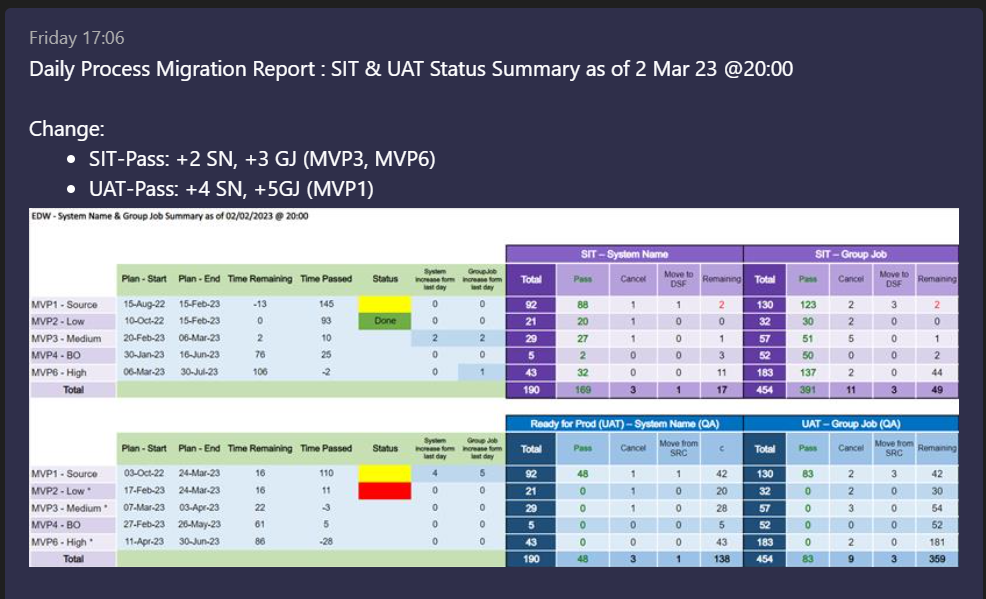 Friday 17:06
Daily Process Migration Report : SIT & UAT Status Summary as of 2 Mar 23 @20:00
Change:
• SIT-Pass: +2 SN, +3 GJ (MVP3, MVP6)
• UAT-Pass: +4 SN, +5GJ (MVP1)
EDW - System Name & Group Job Summary as of 02/02/2023 @ 20:00
SIT – System Name SIT – Group Job
Plan - Start Plan - End Time Remaining Time Passed Status System increase form last day GroupJob increase form last day Total Pass Cancel Move to DSF Remaining Total Pass Cancel Move to DSF Remaining
MVP1 - Source 15-Aug-22 15-Feb-23 -13 145 0 0 92 88 1 1 2 130 123 2 3 2
MVP2 - Low 10-Oct-22 15-Feb-23 0 93 Done 0 0 21 20 1 0 0 32 30 2 0 0
MVP3 - Medium 20-Feb-23 06-Mar-23 2 10 2 2 29 27 1 0 1 57 51 5 0 1
MVP4 - BO 30-Jan-23 16-Jun-23 76 25 0 0 5 2 0 0 3 52 50 0 0 2
MVP6 - High 06-Mar-23 30-Jul-23 106 -2 0 1 43 32 0 0 11 183 137 2 0 44
Total 190 169 3 1 17 454 391 11 3 49
Ready for Prod (UAT) – System Name (QA) UAT – Group Job (QA)
Plan - Start Plan - End Time Remaining Time Passed Status System increase form last day Group Job increase form last day Total Pass Cancel Move from SRC c Total Pass Cancel Move from SRC Remaining
MVP1 - Source 03-Oct-22 24-Mar-23 16 110 4 5 92 48 1 1 42 130 83 2 3 42
MVP2 - Low * 17-Feb-23 24-Mar-23 16 11 0 0 21 0 1 0 20 32 0 2 0 30
MVP3 - Medium * 07-Mar-23 03-Apr-23 22 -3 0 0 29 0 1 0 28 57 0 3 0 54
MVP4 - BO 27-Feb-23 26-May-23 61 5 0 0 5 0 0 0 5 52 0 0 0 52
MVP6 - High * 11-Apr-23 30-Jun-23 86 -28 0 0 43 0 0 0 43 183 0 2 0 181
Total 190 48 3 1 138 454 83 9 3 359